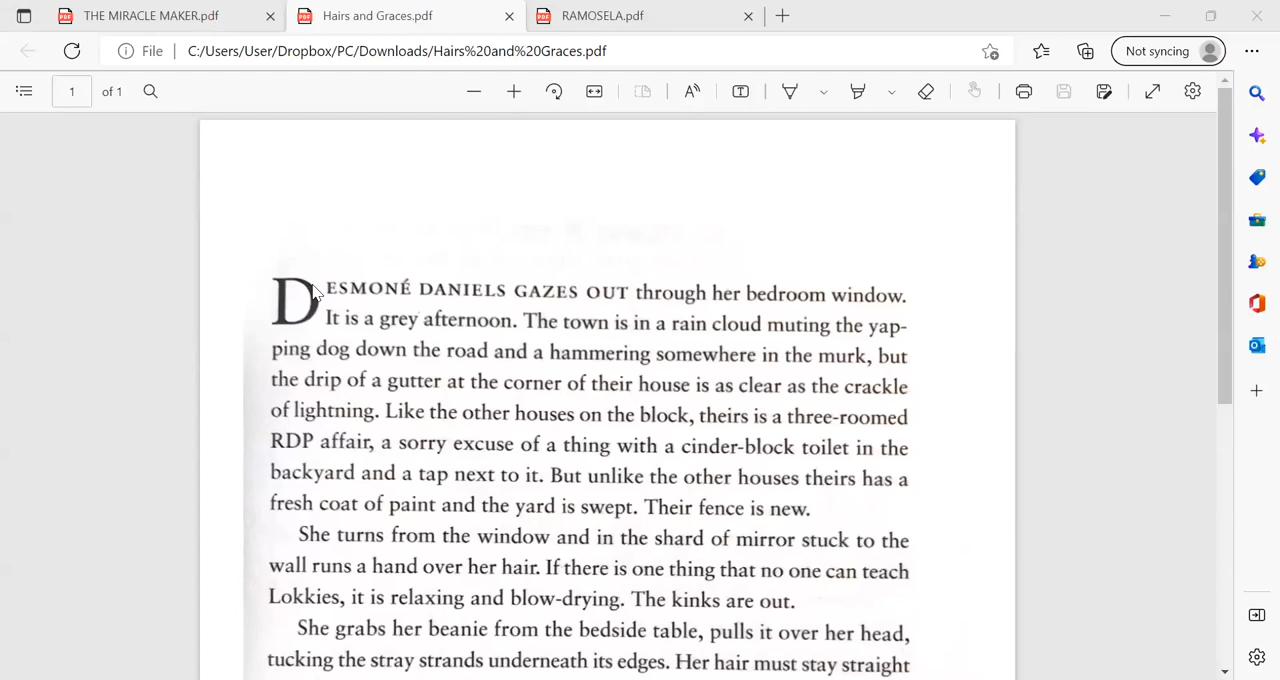 THE MIRACLE MAKER.pdf
Hairs and Graces.pdf
RAMOSELA.pdf
File
C:/Users/User/Dropbox/PC/Downloads/Hairs%20and%20Graces.pdf
Not syncing
1 of 1
DESMONÉ DANIELS GAZES OUT through her bedroom window.
It is a grey afternoon. The town is in a rain cloud muting the yap-
ping dog down the road and a hammering somewhere in the murk, but
the drip of a gutter at the corner of their house is as clear as the crackle
of lightning. Like the other houses on the block, theirs is a three-roomed
RDP affair, a sorry excuse of a thing with a cinder-block toilet in the
backyard and a tap next to it. But unlike the other houses theirs has a
fresh coat of paint and the yard is swept. Their fence is new.
She turns from the window and in the shard of mirror stuck to the
wall runs a hand over her hair. If there is one thing that no one can teach
Lokkies, it is relaxing and blow-drying. The kinks are out.
She grabs her beanie from the bedside table, pulls it over her head,
tucking the stray strands underneath its edges. Her hair must stay straight